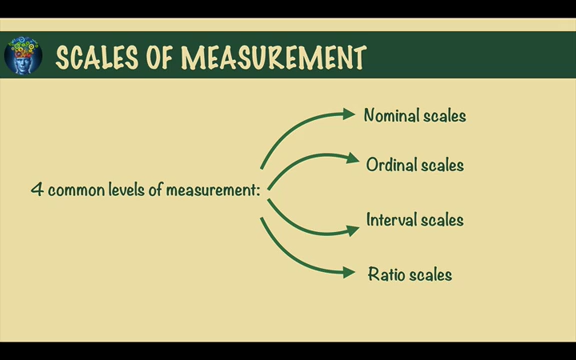 SCALES OF MEASUREMENT
4 common levels of measurement:
Nominal scales
Ordinal scales
Interval scales
Ratio scales